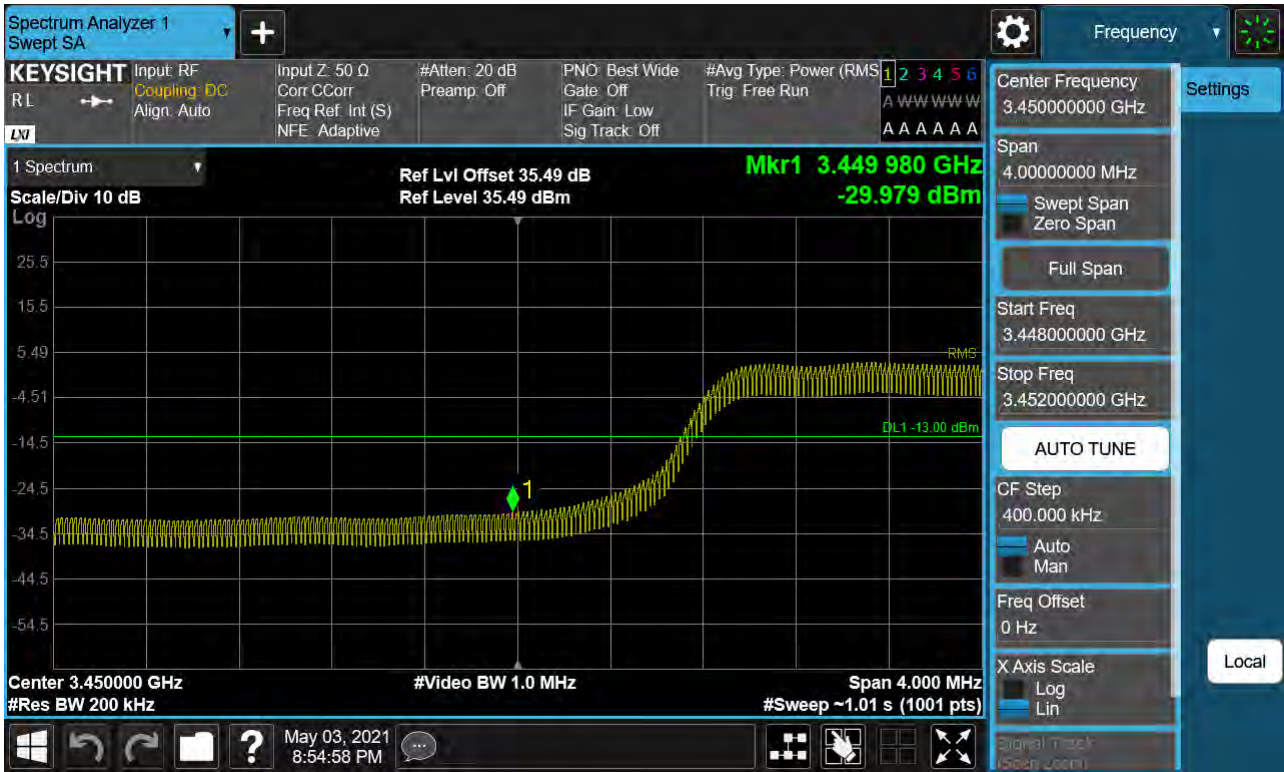 Spectrum Analyzer 1
Swept SA
+
Frequency
KEYSIGHT
RL
LXI
Input: RF
Coupling: DC
Align: Auto
Input Z: 50 Ω
Corr CCorr
Freq Ref: Int (S)
NFE: Adaptive
#Atten: 20 dB
Preamp: Off
PNO: Best Wide
Gate: Off
IF Gain: Low
Sig Track: Off
#Avg Type: Power (RMS
Trig: Free Run
1 2 3 4 5 6
A W W W W W
A A A A A A
1 Spectrum
Scale/Div 10 dB
Log
Ref Lvl Offset 35.49 dB
Ref Level 35.49 dBm
Mkr1 3.449 980 GHz
-29.979 dBm
25.5
15.5
5.49
-4.51
-14.5
-24.5
-34.5
-44.5
-54.5
RMS
DL1 -13.00 dBm
1
Center 3.450000 GHz
#Res BW 200 kHz
#Video BW 1.0 MHz
Span 4.000 MHz
#Sweep ~1.01 s (1001 pts)
Center Frequency
3.450000000 GHz
Span
4.00000000 MHz
Swept Span
Zero Span
Full Span
Start Freq
3.448000000 GHz
Stop Freq
3.452000000 GHz
AUTO TUNE
CF Step
400.000 kHz
Auto
Man
Freq Offset
0 Hz
X Axis Scale
Log
Lin
Signal Track
(Span Zoom)
Settings
Local
?
May 03, 2021
8:54:58 PM